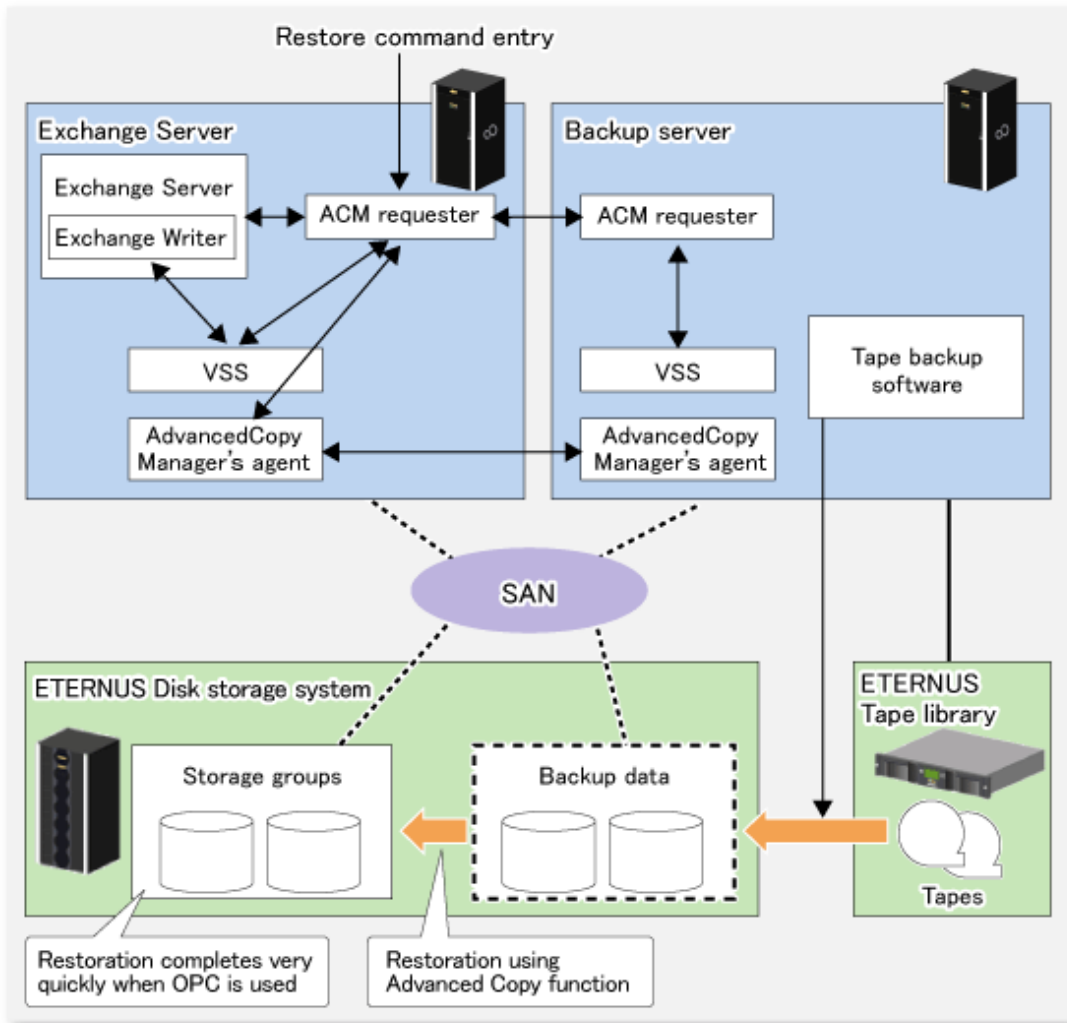 Restore command entry
Exchange Server
Backup server
Exchange Server
Exchange Writer
ACM requester
ACM requester
VSS
VSS
Tape backup
software
AdvancedCopy
Manager's agent
AdvancedCopy
Manager's agent
SAN
ETERNUS Disk storage system
ETERNUS
Tape library
Storage groups
Backup data
Tapes
Restoration completes very
quickly when OPC is used
Restoration using
Advanced Copy function